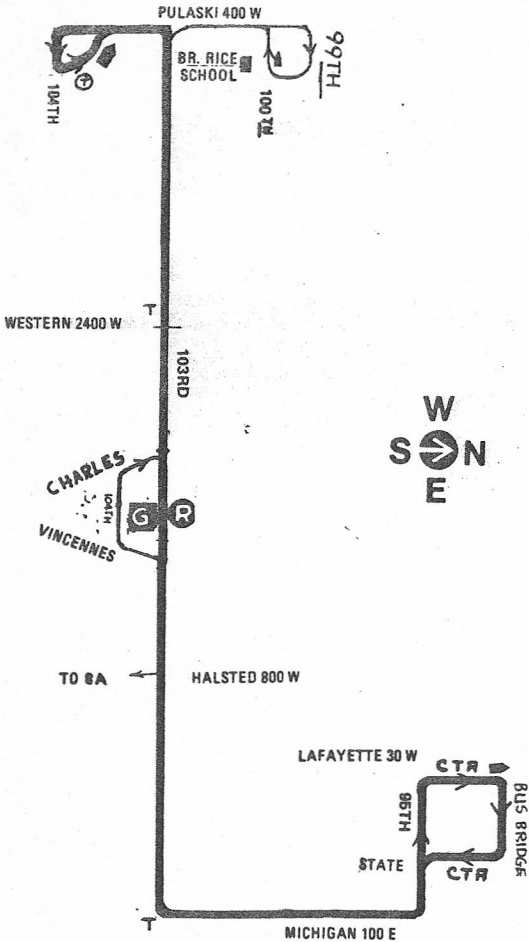 PULASKI 400 W
BR. RICE
SCHOOL
99TH
100 TH
104TH
T
WESTERN 2400 W
103RD
W
S N
E
CHARLES
104TH
G R
VINCENNES
TO 8A
HALSTED 800 W
LAFAYETTE 30 W
CTA
BUS BRIDGE
95TH
STATE
CTA
T
MICHIGAN 100 E